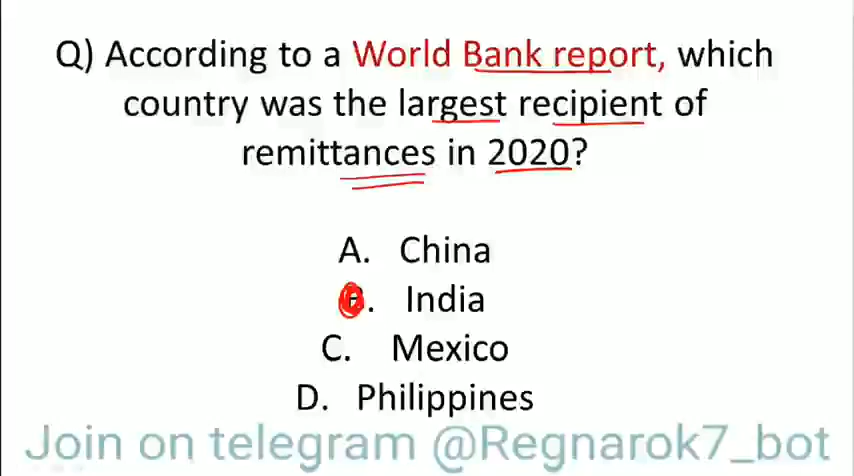 Q) According to a World Bank report, which
country was the largest recipient of
remittances in 2020?
A. China
B. India
C. Mexico
D. Philippines
Join on telegram @Regnarok7_bot